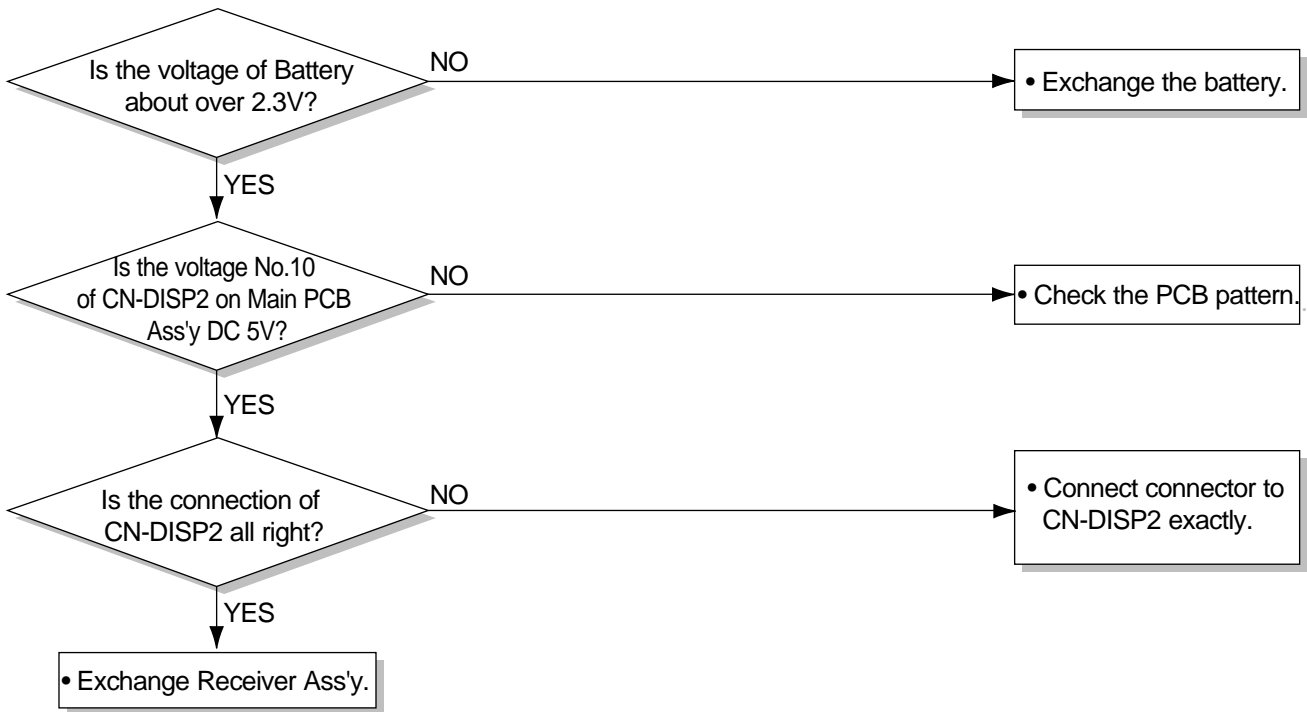 Is the voltage of Battery
about over 2.3V?
NO
• Exchange the battery.
YES
Is the voltage No.10
of CN-DISP2 on Main PCB
Ass'y DC 5V?
NO
• Check the PCB pattern.
YES
Is the connection of
CN-DISP2 all right?
NO
• Connect connector to
CN-DISP2 exactly.
YES
• Exchange Receiver Ass'y.